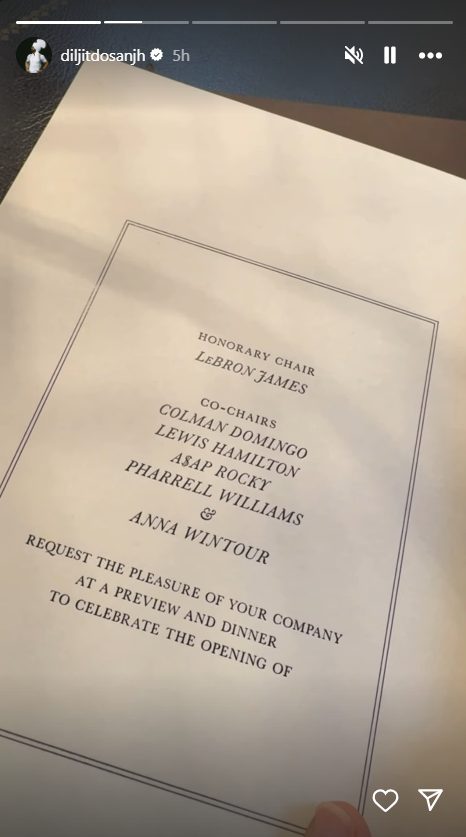 diljitdosanjh 5h
HONORARY CHAIR
LEBRON JAMES
CO-CHAIRS
COLMAN DOMINGO
LEWIS HAMILTON
A$AP ROCKY
PHARRELL WILLIAMS
&
ANNA WINTOUR
REQUEST THE PLEASURE OF YOUR COMPANY
AT A PREVIEW AND DINNER
TO CELEBRATE THE OPENING OF